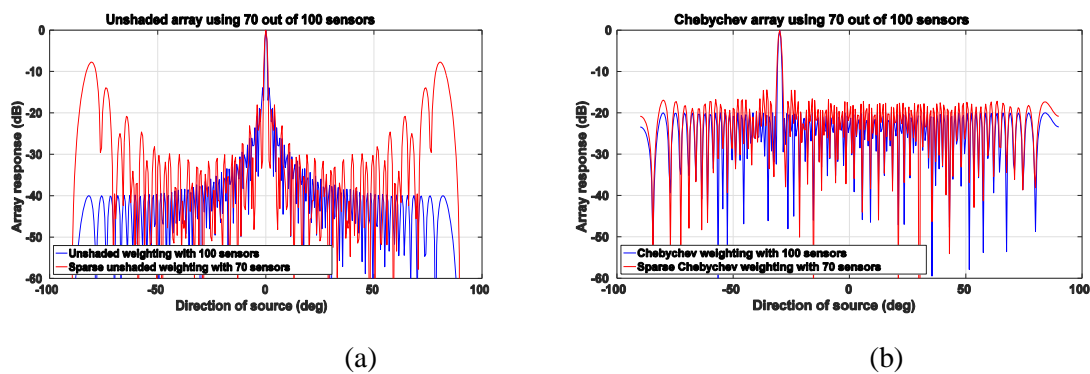 Unshaded array using 70 out of 100 sensors
0
-10
-20
-30
-40
-50
-60
Array response (dB)
Unshaded weighting with 100 sensors
Sparse unshaded weighting with 70 sensors
-100
-50
0
50
100
Direction of source (deg)
(a)
Chebychev array using 70 out of 100 sensors
0
-10
-20
-30
-40
-50
-60
Array response (dB)
Chebychev weighting with 100 sensors
Sparse Chebychev weighting with 70 sensors
-100
-50
0
50
100
Direction of source (deg)
(b)